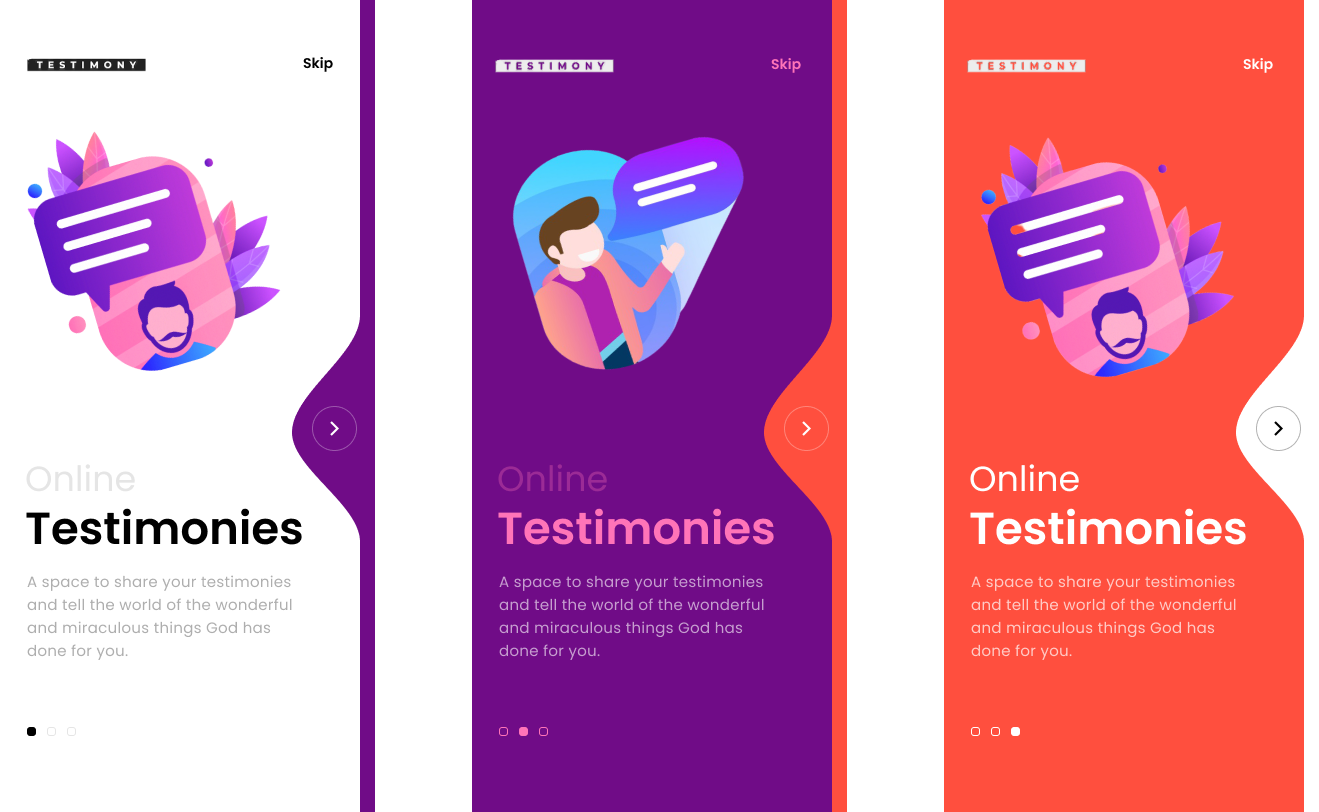 TESTIMONY
Skip
Online
Testimonies
A space to share your testimonies
and tell the world of the wonderful
and miraculous things God has
done for you.
TESTIMONY
Skip
Online
Testimonies
A space to share your testimonies
and tell the world of the wonderful
and miraculous things God has
done for you.
TESTIMONY
Skip
Online
Testimonies
A space to share your testimonies
and tell the world of the wonderful
and miraculous things God has
done for you.